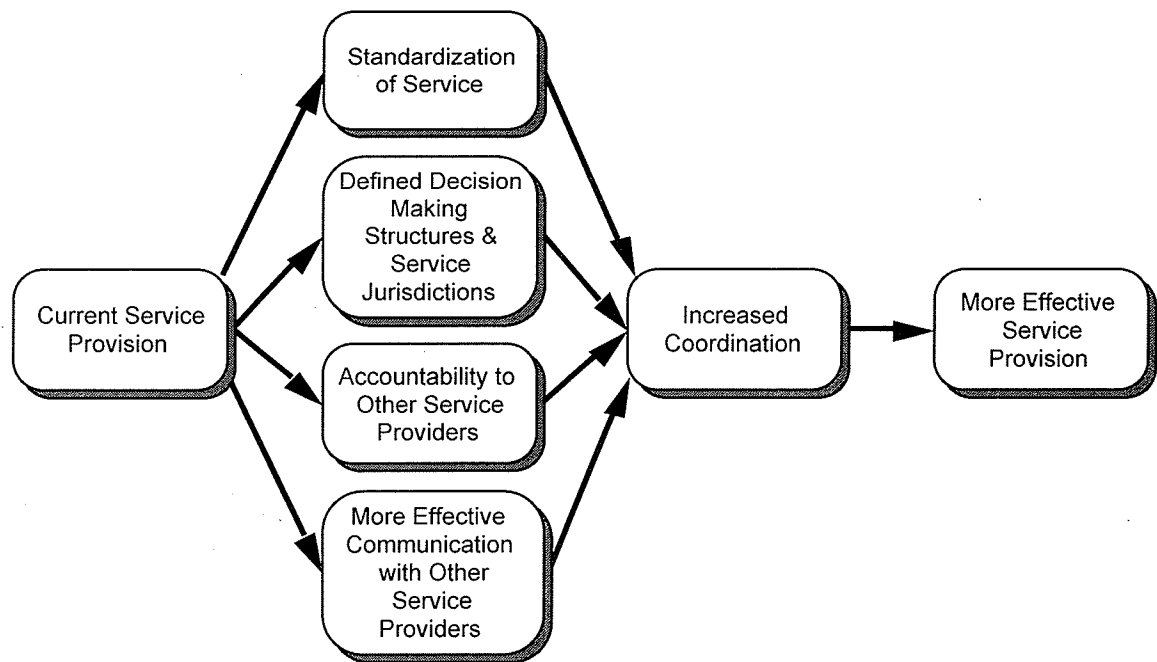 Standardization
of Service
Defined Decision
Making
Structures &
Service
Jurisdictions
Current Service
Provision
Accountability to
Other Service
Providers
More Effective
Communication
with Other
Service
Providers
Increased
Coordination
More Effective
Service
Provision